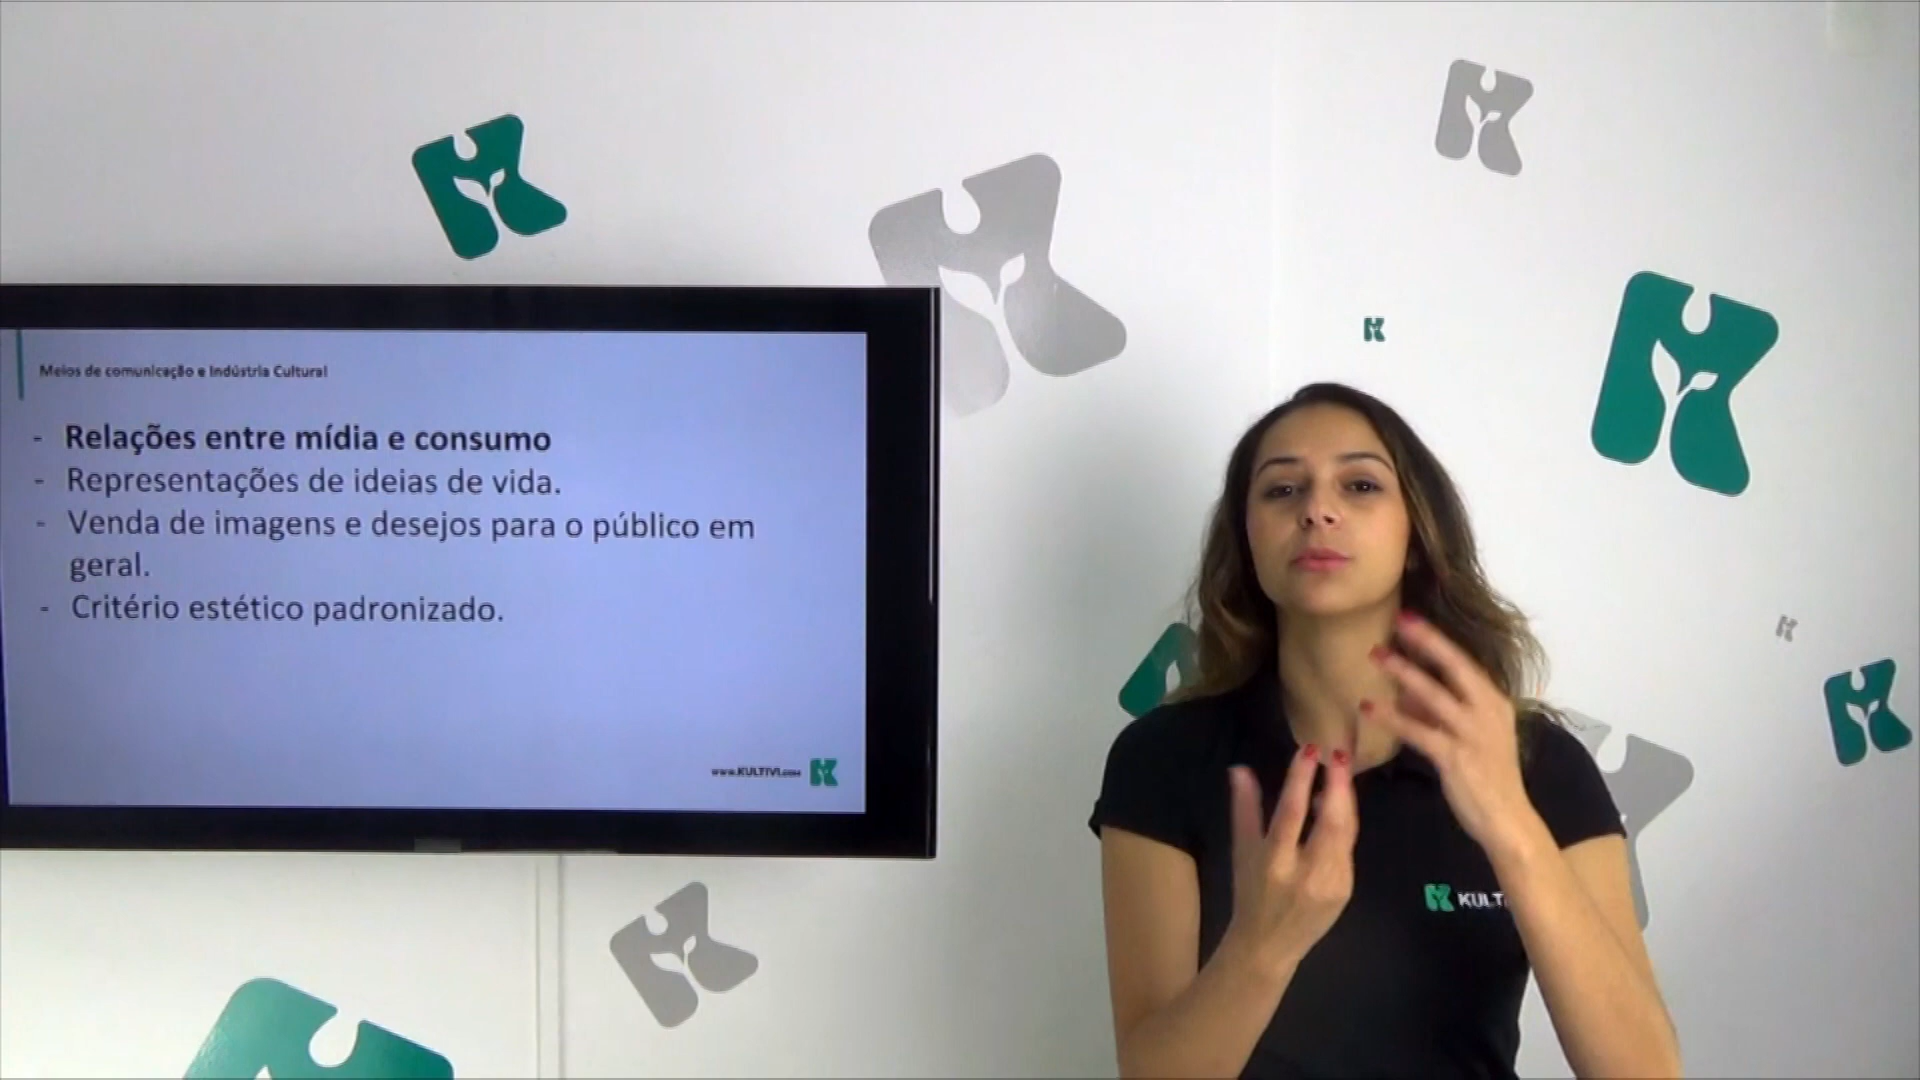 Meios de comunicação e Indústria Cultural
- Relações entre mídia e consumo
- Representações de ideias de vida.
- Venda de imagens e desejos para o público em
geral.
- Critério estético padronizado.
www.KULTIVI.com
KULTI